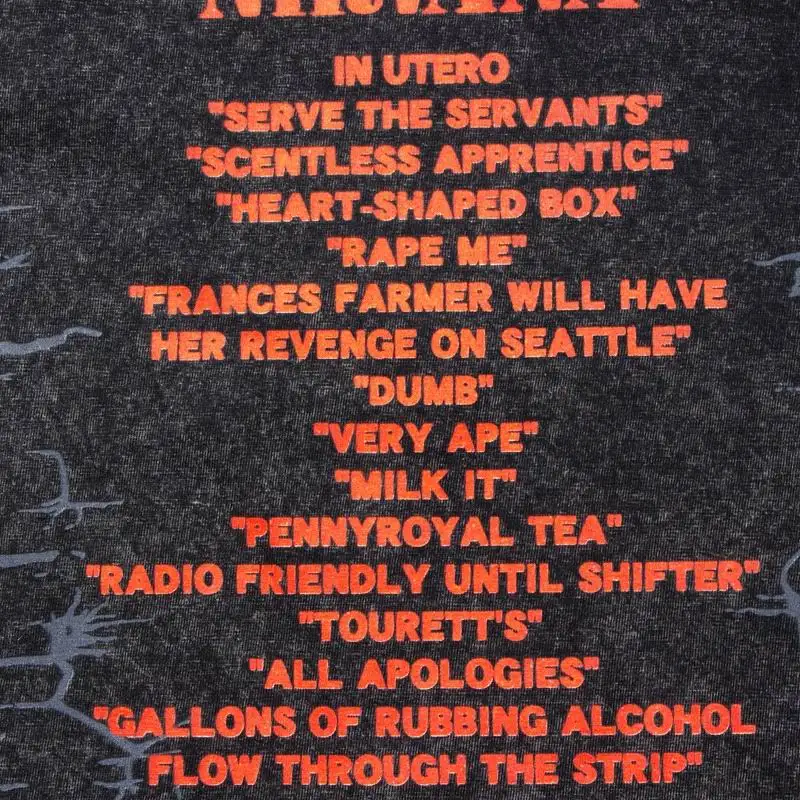 NIRVANA
IN UTERO
"SERVE THE SERVANTS"
"SCENTLESS APPRENTICE"
"HEART-SHAPED BOX"
"RAPE ME"
"FRANCES FARMER WILL HAVE
HER REVENGE ON SEATTLE"
"DUMB"
"VERY APE"
"MILK IT"
"PENNYROYAL TEA"
"RADIO FRIENDLY UNTIL SHIFTER"
"TOURETT'S"
"ALL APOLOGIES"
"GALLONS OF RUBBING ALCOHOL
FLOW THROUGH THE STRIP"